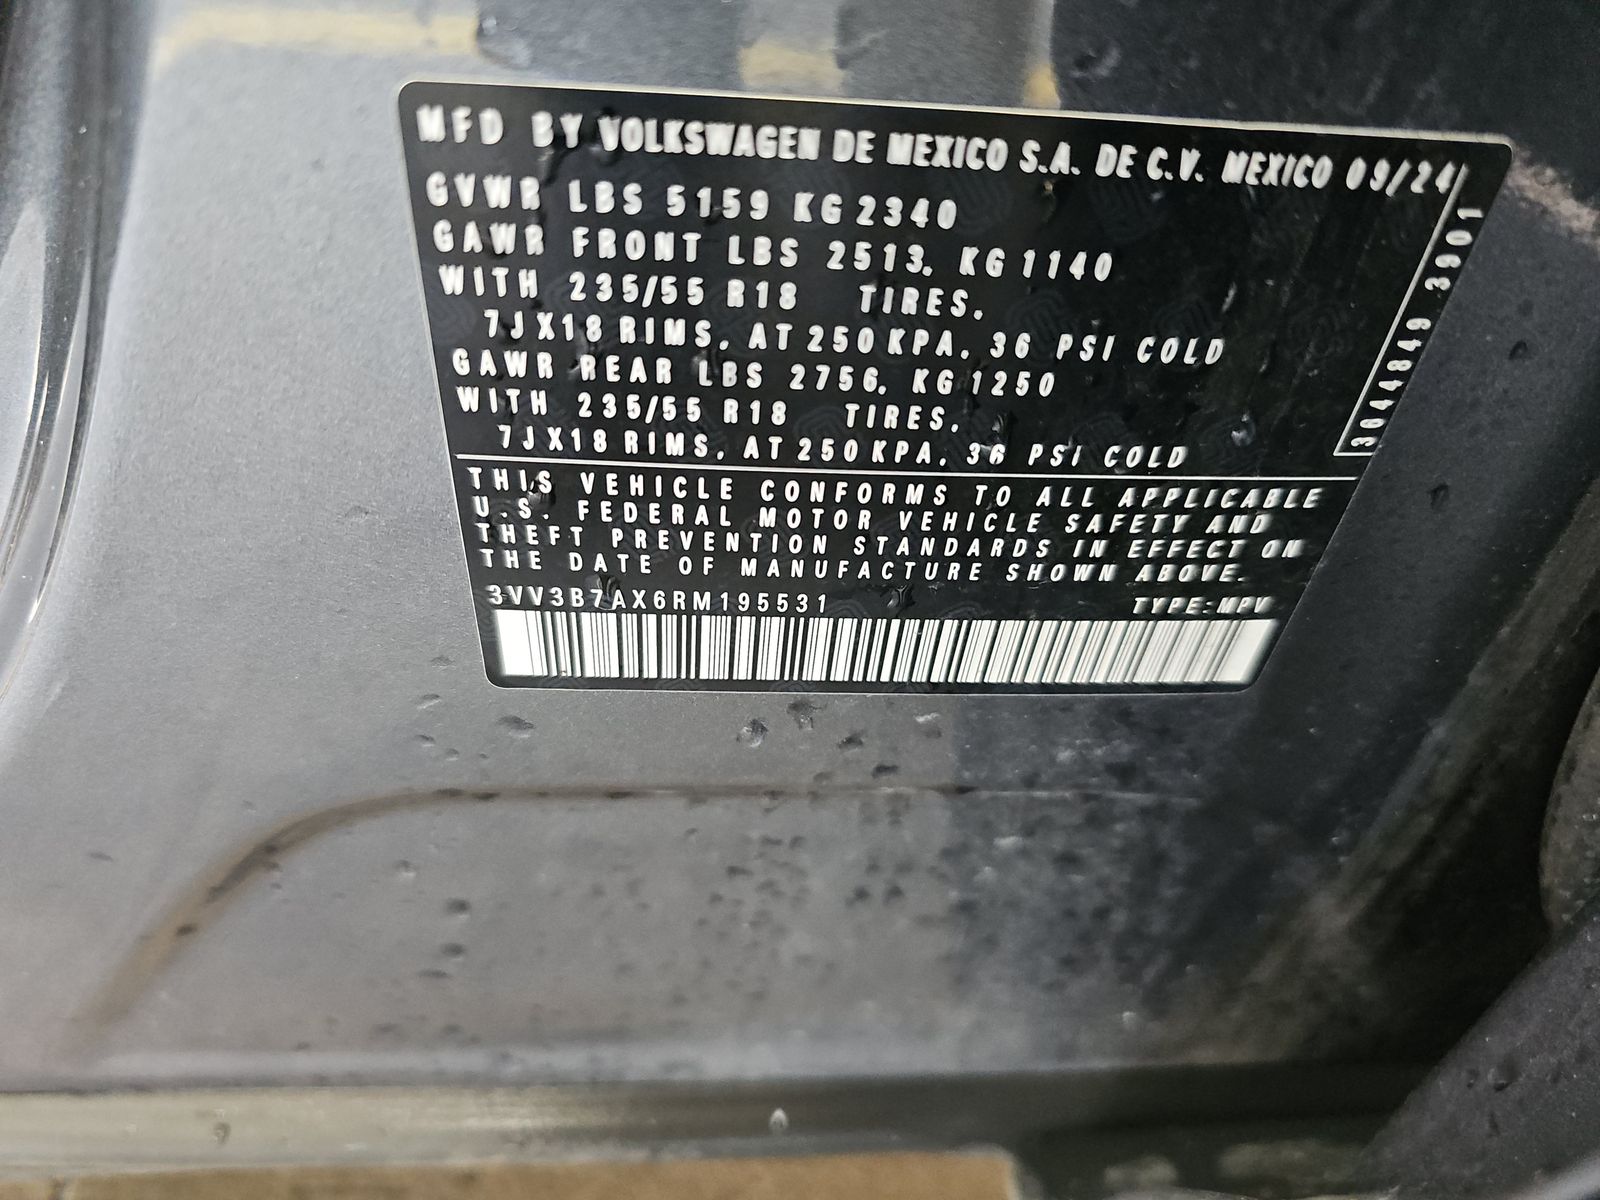 MFD BY VOLKSWAGEN DE MEXICO S.A. DE C.V. MEXICO 09/24
GVWR LBS 5159 KG 2340
GAWR FRONT LBS 2513. KG 1140
WITH 235/55 R18 TIRES.
7JX18 RIMS. AT 250 KPA. 36 PSI COLD
GAWR REAR LBS 2756. KG 1250
WITH 235/55 R18 TIRES.
7JX18 RIMS. AT 250 KPA. 36 PSI COLD
3644849 3901
THIS VEHICLE CONFORMS TO ALL APPLICABLE
U.S. FEDERAL MOTOR VEHICLE SAFETY AND
THEFT PREVENTION STANDARDS IN EFFECT ON
THE DATE OF MANUFACTURE SHOWN ABOVE.
3VV3B7AX6RM195531 TYPE:MPV